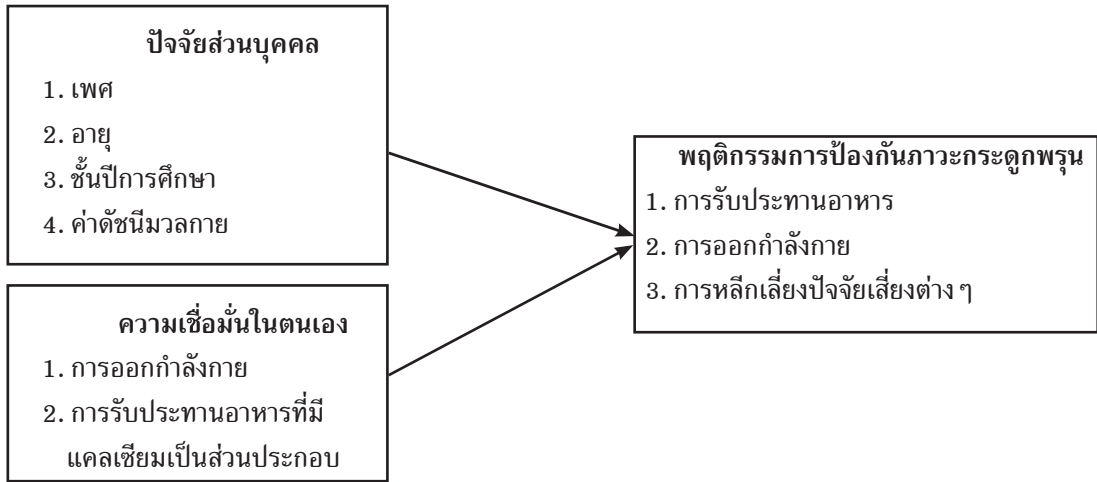 ปัจจัยส่วนบุคคล
1. เพศ
2. อายุ
3. ชั้นปีการศึกษา
4. ค่าดัชนีมวลกาย
ความเชื่อมั่นในตนเอง
1. การออกกำลังกาย
2. การรับประทานอาหารที่มี
แคลเซียมเป็นส่วนประกอบ
พฤติกรรมการป้องกันภาวะกระดูกพรุน
1. การรับประทานอาหาร
2. การออกกำลังกาย
3. การหลีกเลี่ยงปัจจัยเสี่ยงต่าง ๆ